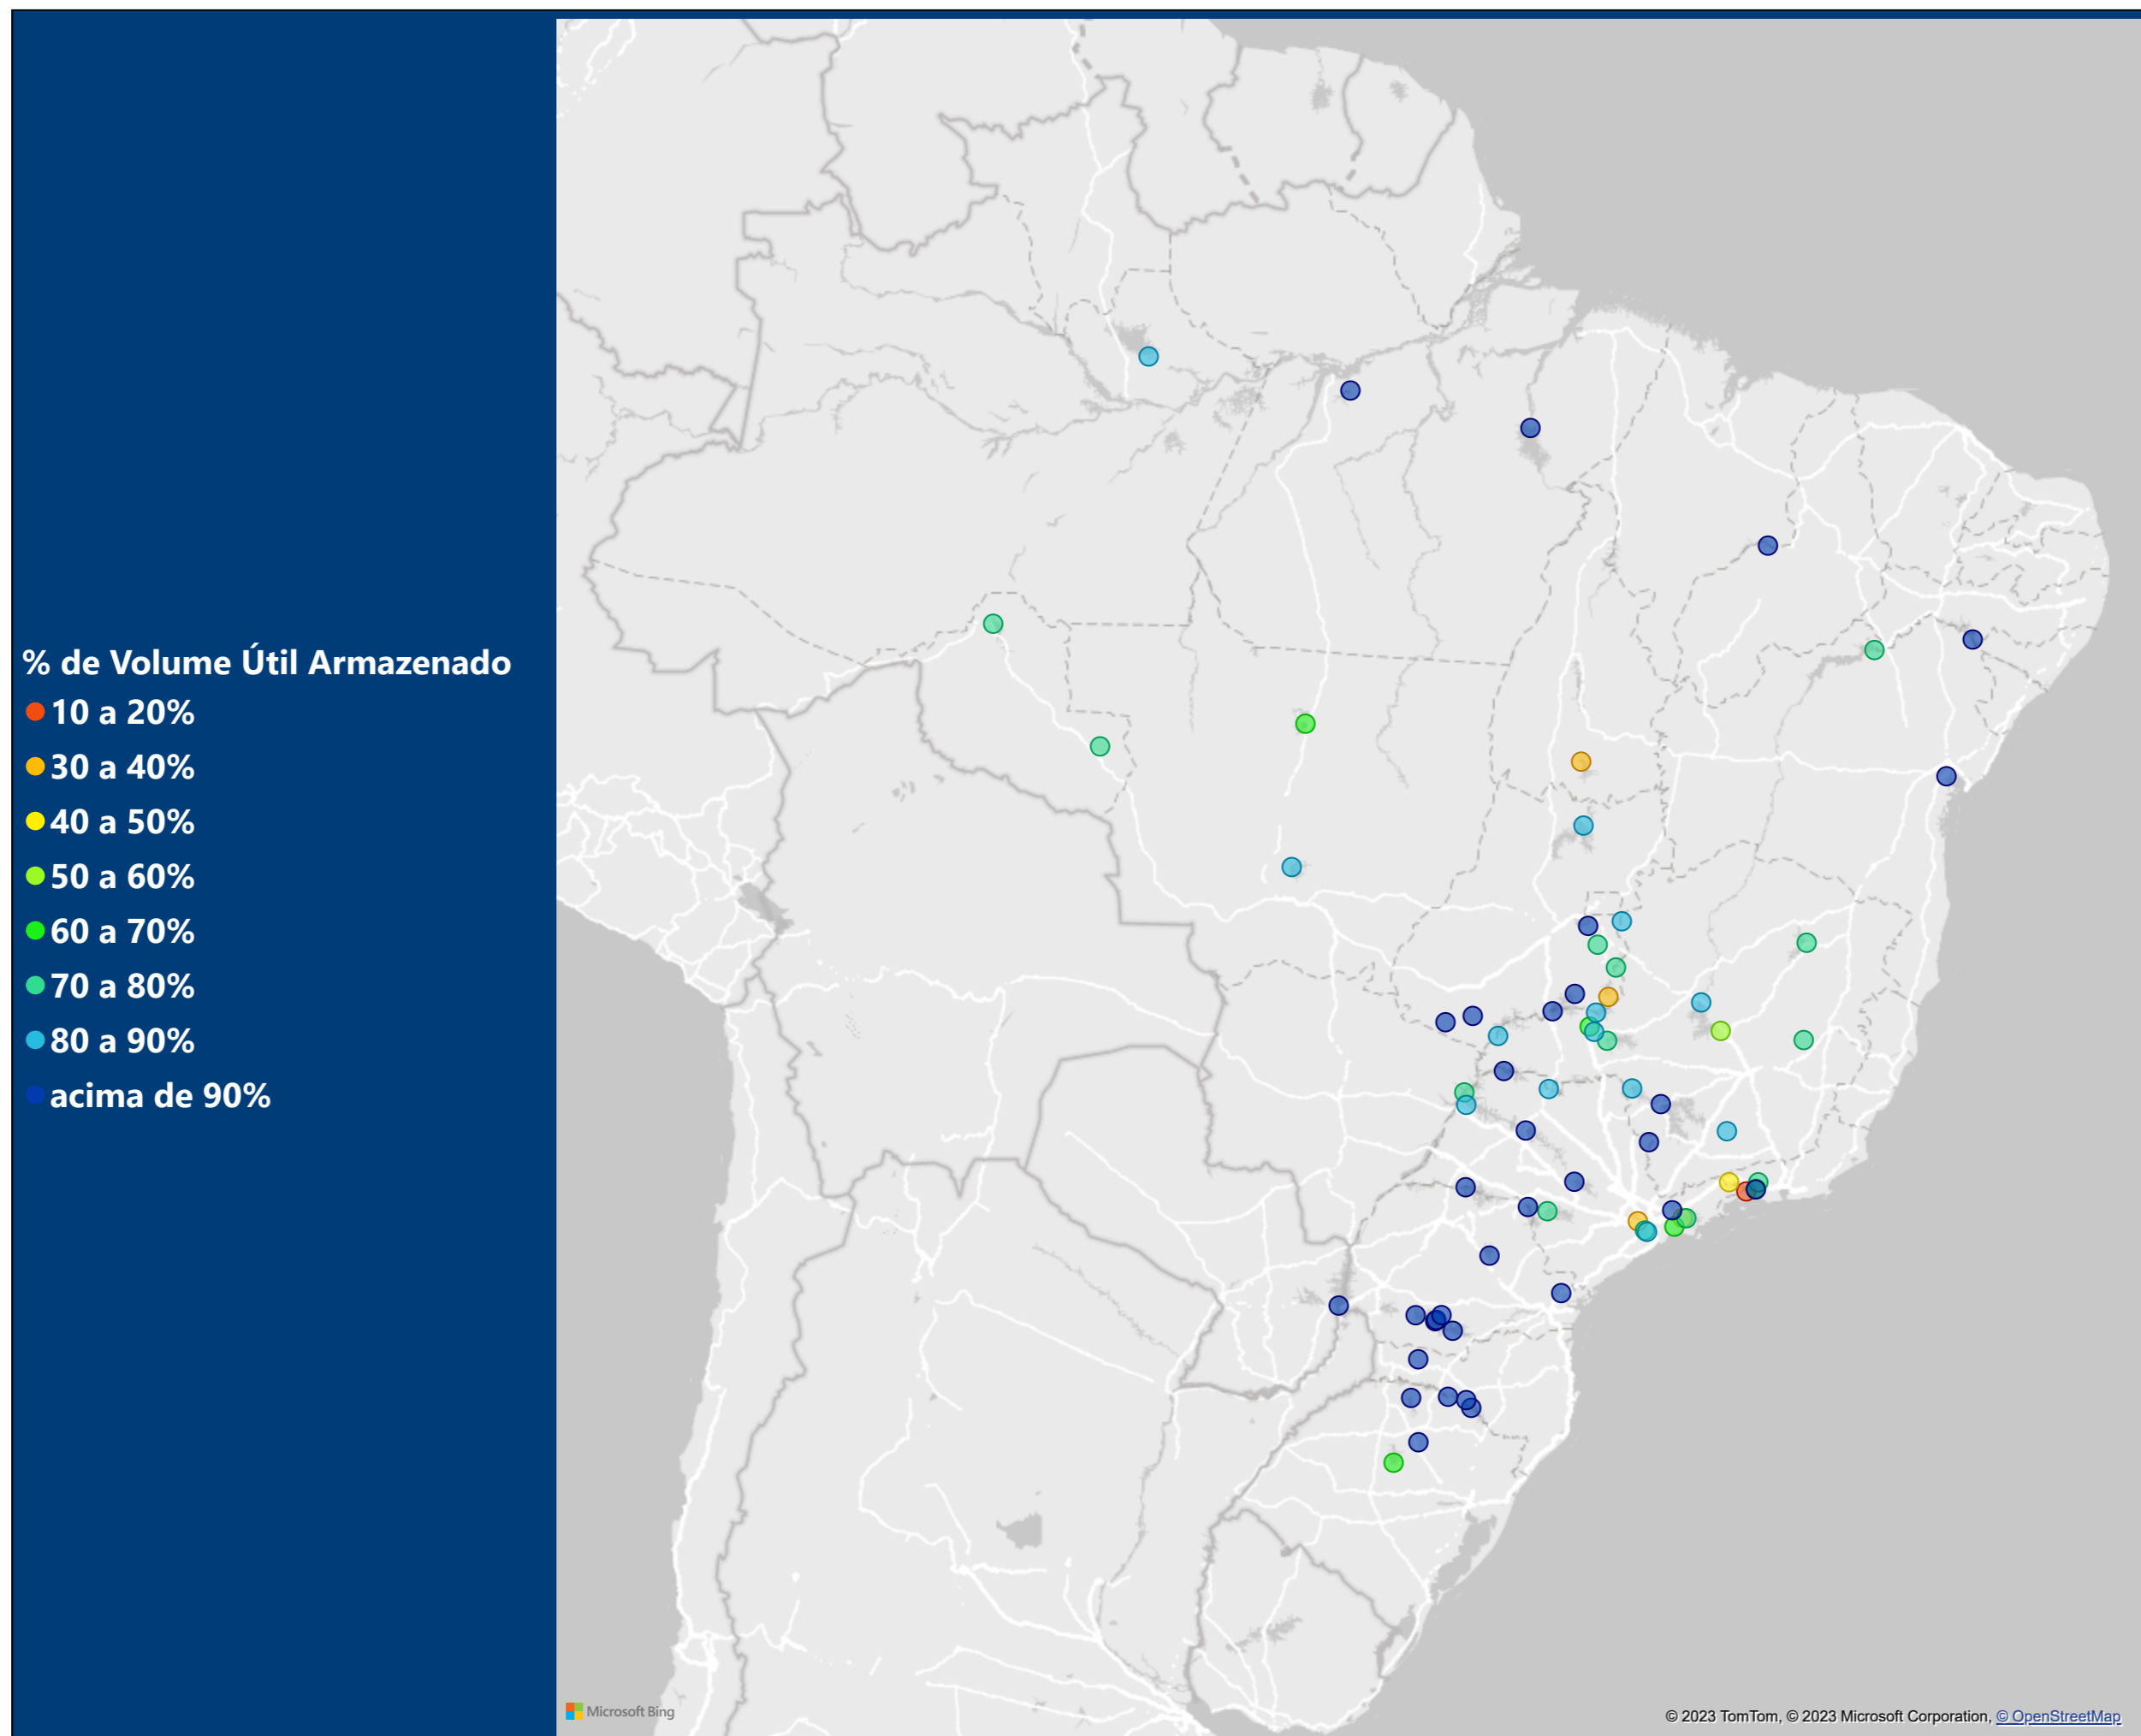 % de Volume Útil Armazenado
10 a 20%
30 a 40%
40 a 50%
50 a 60%
60 a 70%
70 a 80%
80 a 90%
acima de 90%
Microsoft Bing
© 2023 TomTom, © 2023 Microsoft Corporation, © OpenStreetMap